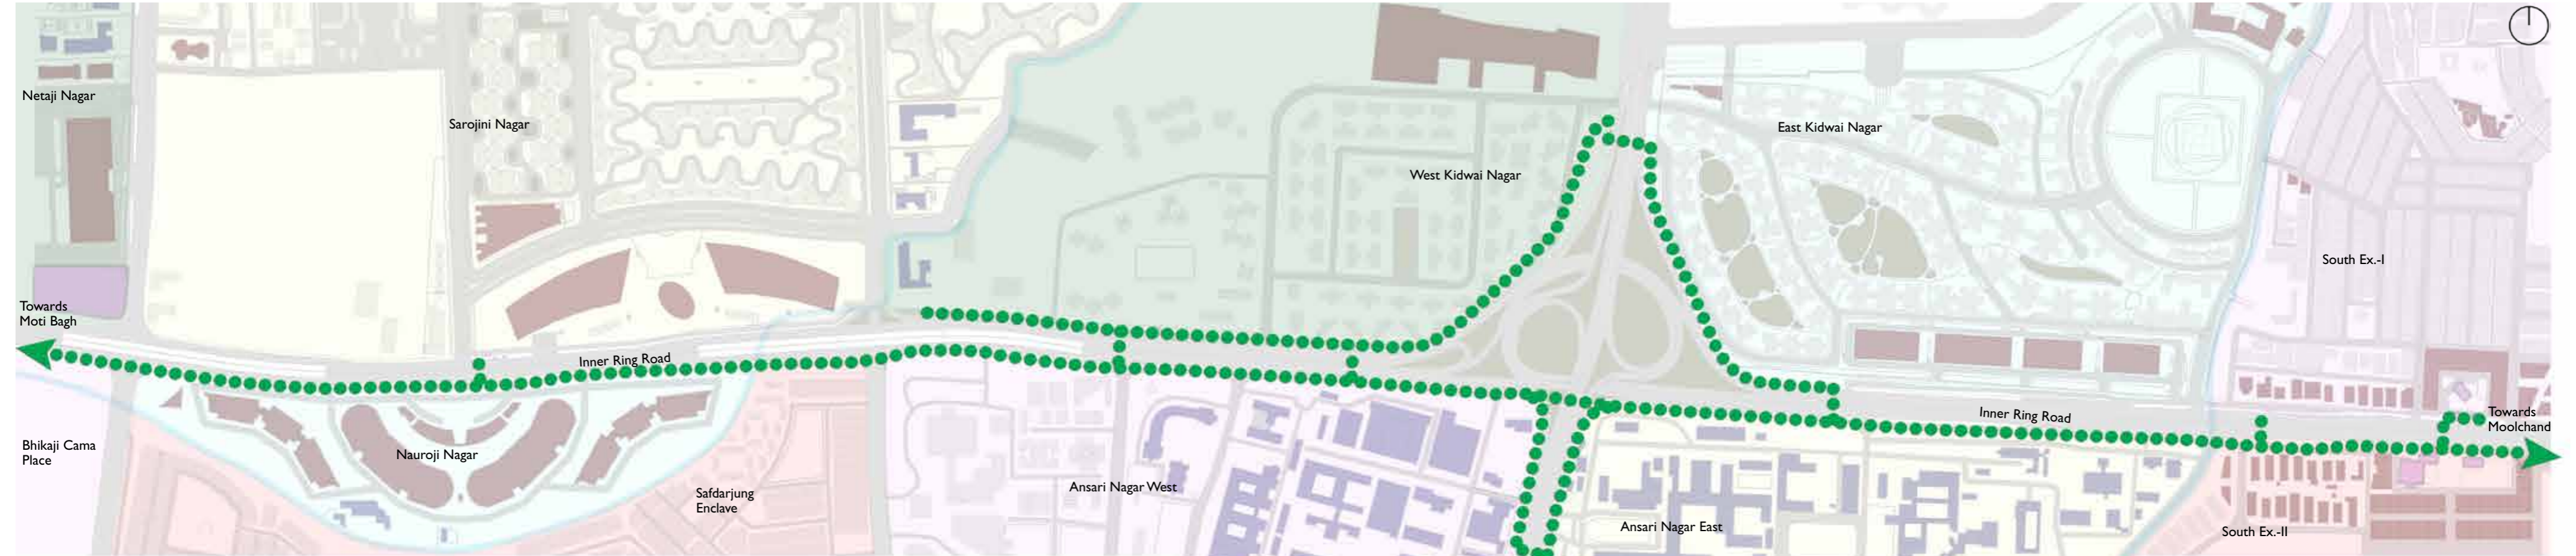 Netaji Nagar
Sarojini Nagar
East Kidwai Nagar
West Kidwai Nagar
South Ex.-I
Towards
Moti Bagh
Inner Ring Road
Inner Ring Road
Towards
Moolchand
Bhikaji Cama
Place
Nauroji Nagar
Ansari Nagar West
Safdarjung
Enclave
Ansari Nagar East
South Ex.-II